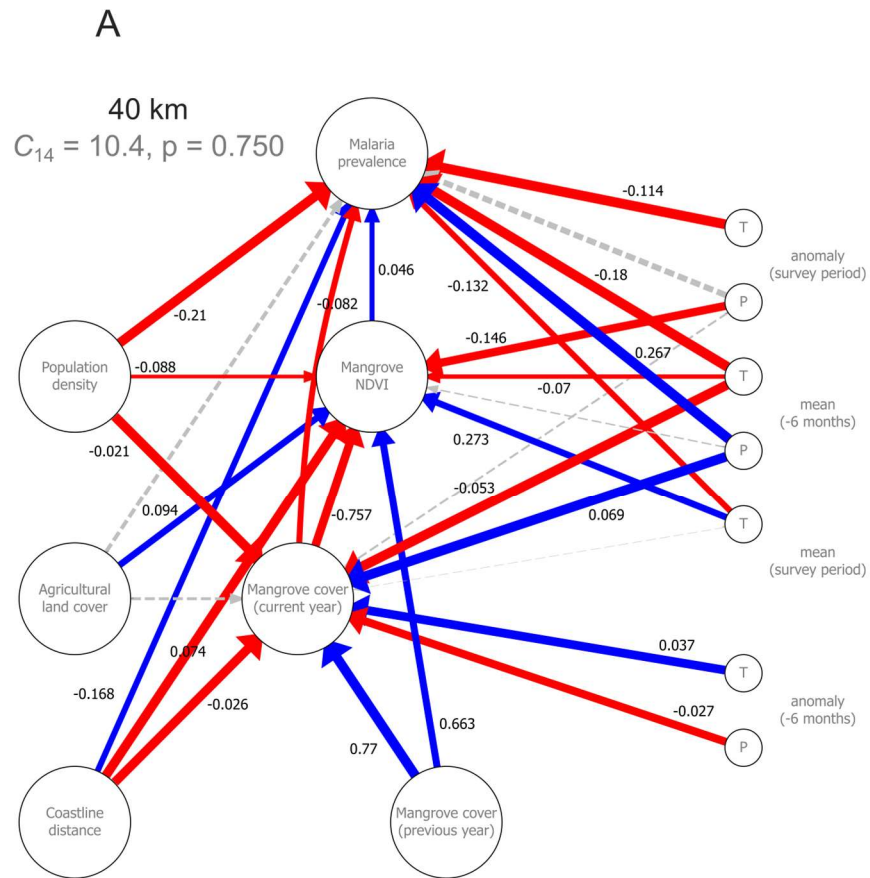 A
40 km
C14 = 10.4, p = 0.750
Malaria
prevalence
-0.114
T
anomaly
(survey period)
-0.18
0.046
-0.132
-0.082
P
-0.21
-0.146
0.267
Population
density
-0.088
Mangrove
NDVI
-0.07
T
mean
(-6 months)
P
-0.021
0.273
-0.053
0.094
-0.757
0.069
T
mean
(survey period)
Agricultural
land cover
Mangrove cover
(current year)
0.074
0.037
T
-0.168
-0.026
anomaly
(-6 months)
-0.027
0.663
0.77
P
Coastline
distance
Mangrove cover
(previous year)